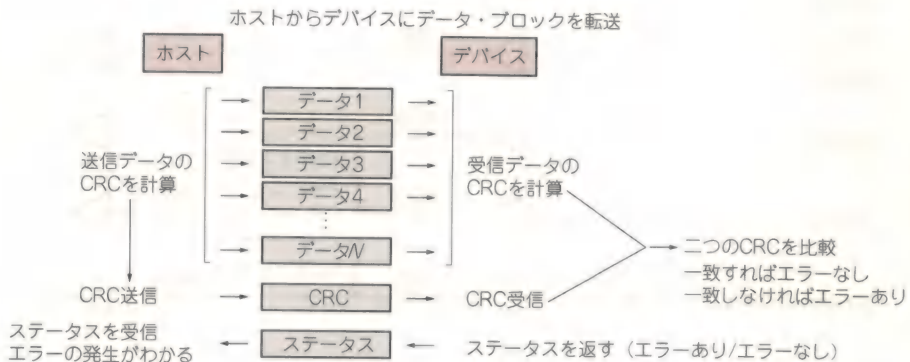 ホストからデバイスにデータ・ブロックを転送
ホスト
デバイス
データ1
データ2
データ3
データ4
⋮
データN
送信データの
CRCを計算
受信データの
CRCを計算
二つのCRCを比較
一致すればエラーなし
一致しなければエラーあり
CRC送信
CRC
CRC受信
ステータスを受信
エラーの発生がわかる
ステータス
ステータスを返す（エラーあり/エラーなし）